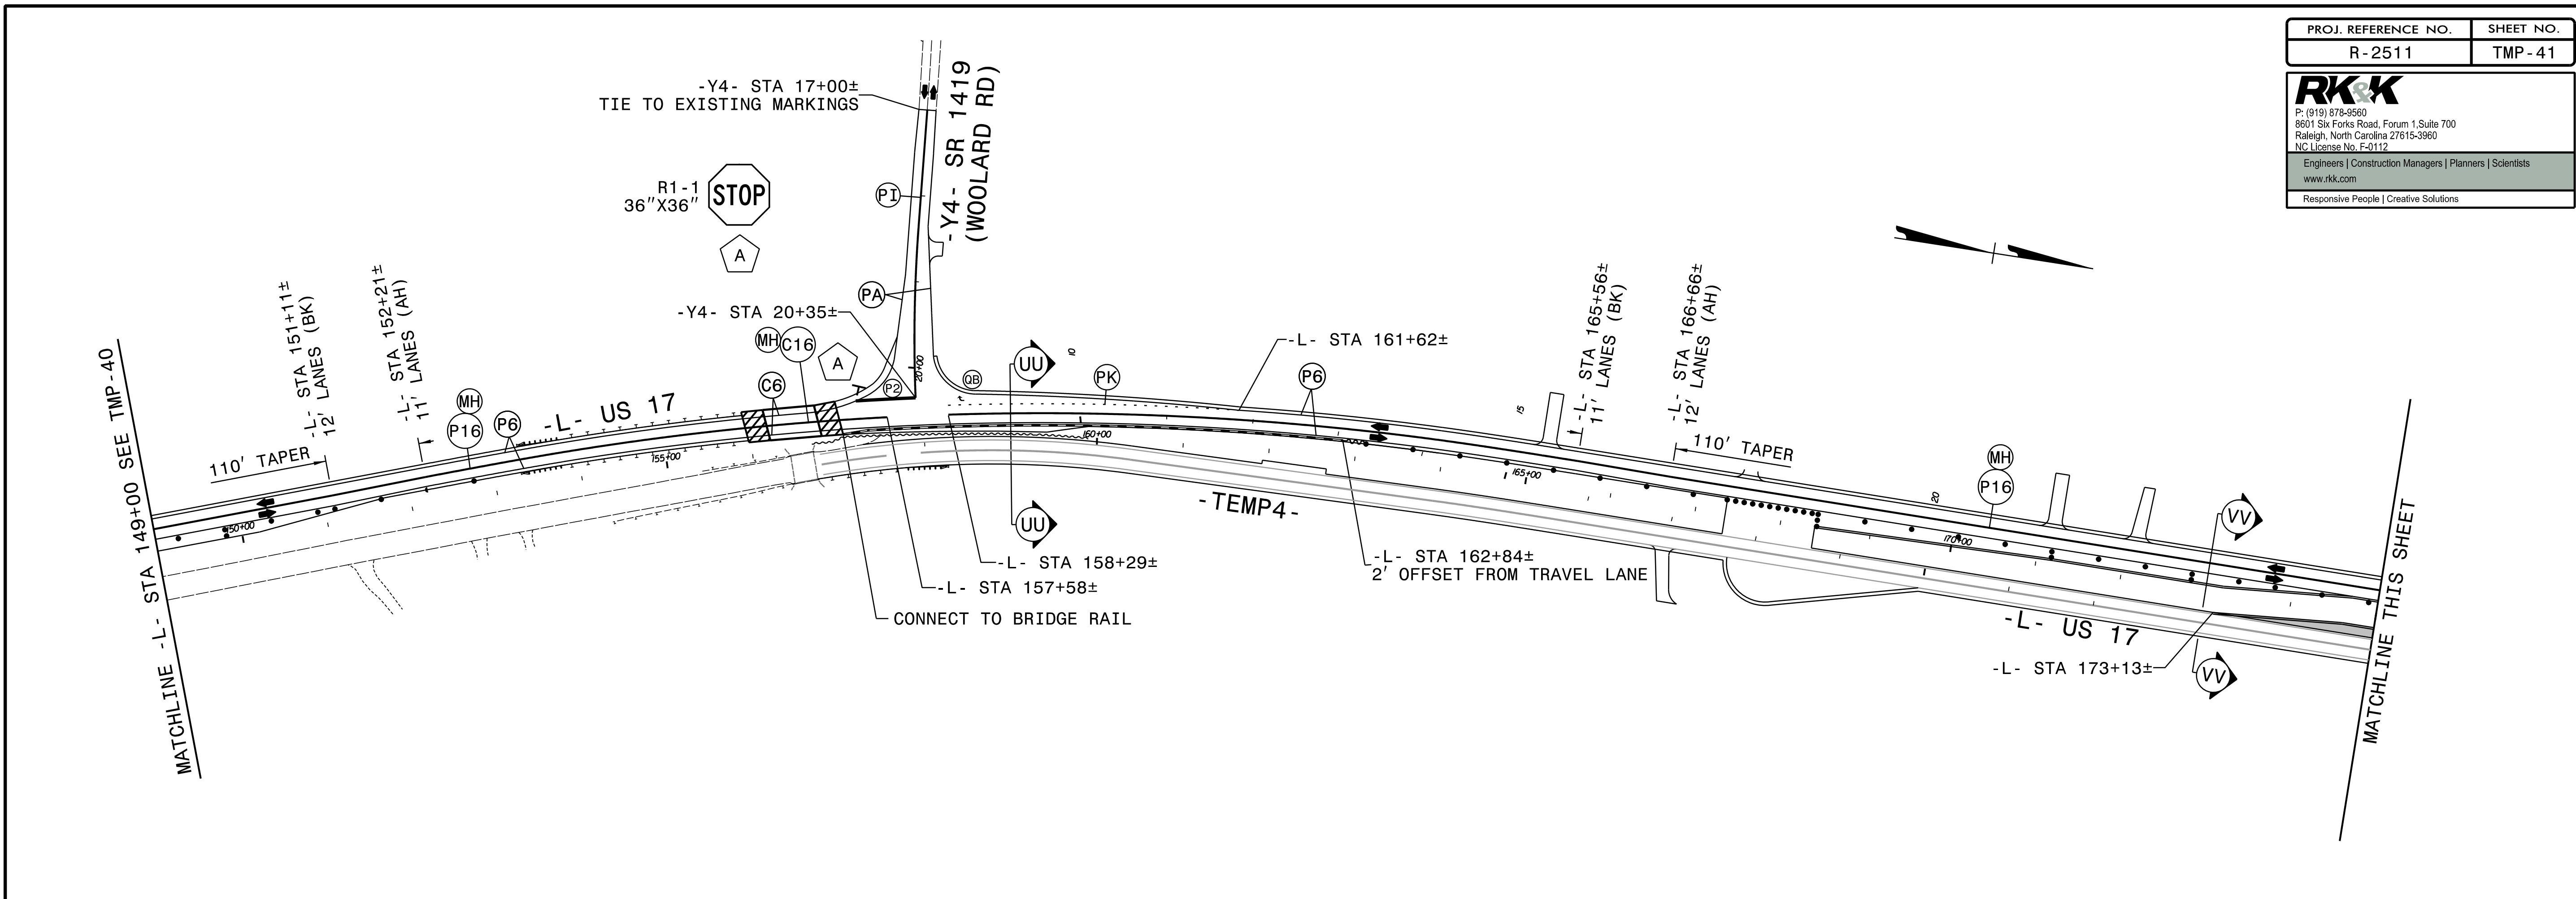 PROJ. REFERENCE NO.
SHEET NO.
R-2511
TMP-41
RK&K
P: (919) 878-9560
8601 Six Forks Road, Forum 1,Suite 700
Raleigh, North Carolina 27615-3960
NC License No. F-0112
Engineers | Construction Managers | Planners | Scientists
www.rkk.com
Responsive People | Creative Solutions
-Y4- STA 17+00±
TIE TO EXISTING MARKINGS
-Y4- SR 1419
(WOOLARD RD)
R1-1
36"X36"
STOP
A
PI
PA
-Y4- STA 20+35±
MH
C16
A
C6
P2
20+00
QB
UU
10
PK
-L- STA 161+62±
P6
15
-L- STA 165+56±
11' LANES (BK)
-L- STA 166+66±
12' LANES (AH)
110' TAPER
MATCHLINE -L- STA 149+00 SEE TMP-40
-L- STA 151+11±
12' LANES (BK)
-L- STA 152+21±
11' LANES (AH)
110' TAPER
MH
P16
P6
-L- US 17
150+00
155+00
160+00
165+00
170+00
20
MH
P16
VV
UU
-TEMP4-
-L- STA 158+29±
-L- STA 157+58±
CONNECT TO BRIDGE RAIL
-L- STA 162+84±
2' OFFSET FROM TRAVEL LANE
-L- US 17
-L- STA 173+13±
VV
MATCHLINE THIS SHEET